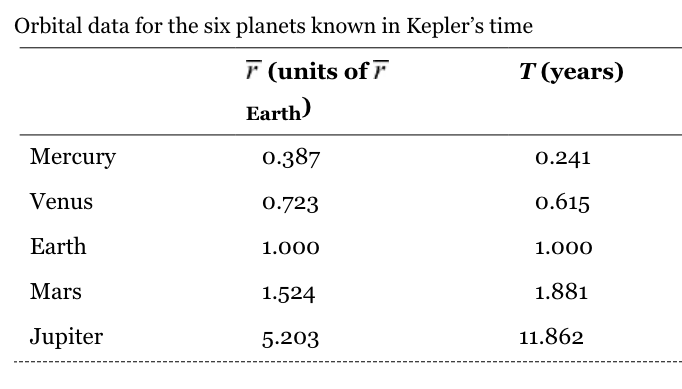 Orbital data for the six planets known in Kepler’s time
r̅ (units of r̅ T (years)
Earth)
Mercury 0.387 0.241
Venus 0.723 0.615
Earth 1.000 1.000
Mars 1.524 1.881
Jupiter 5.203 11.862